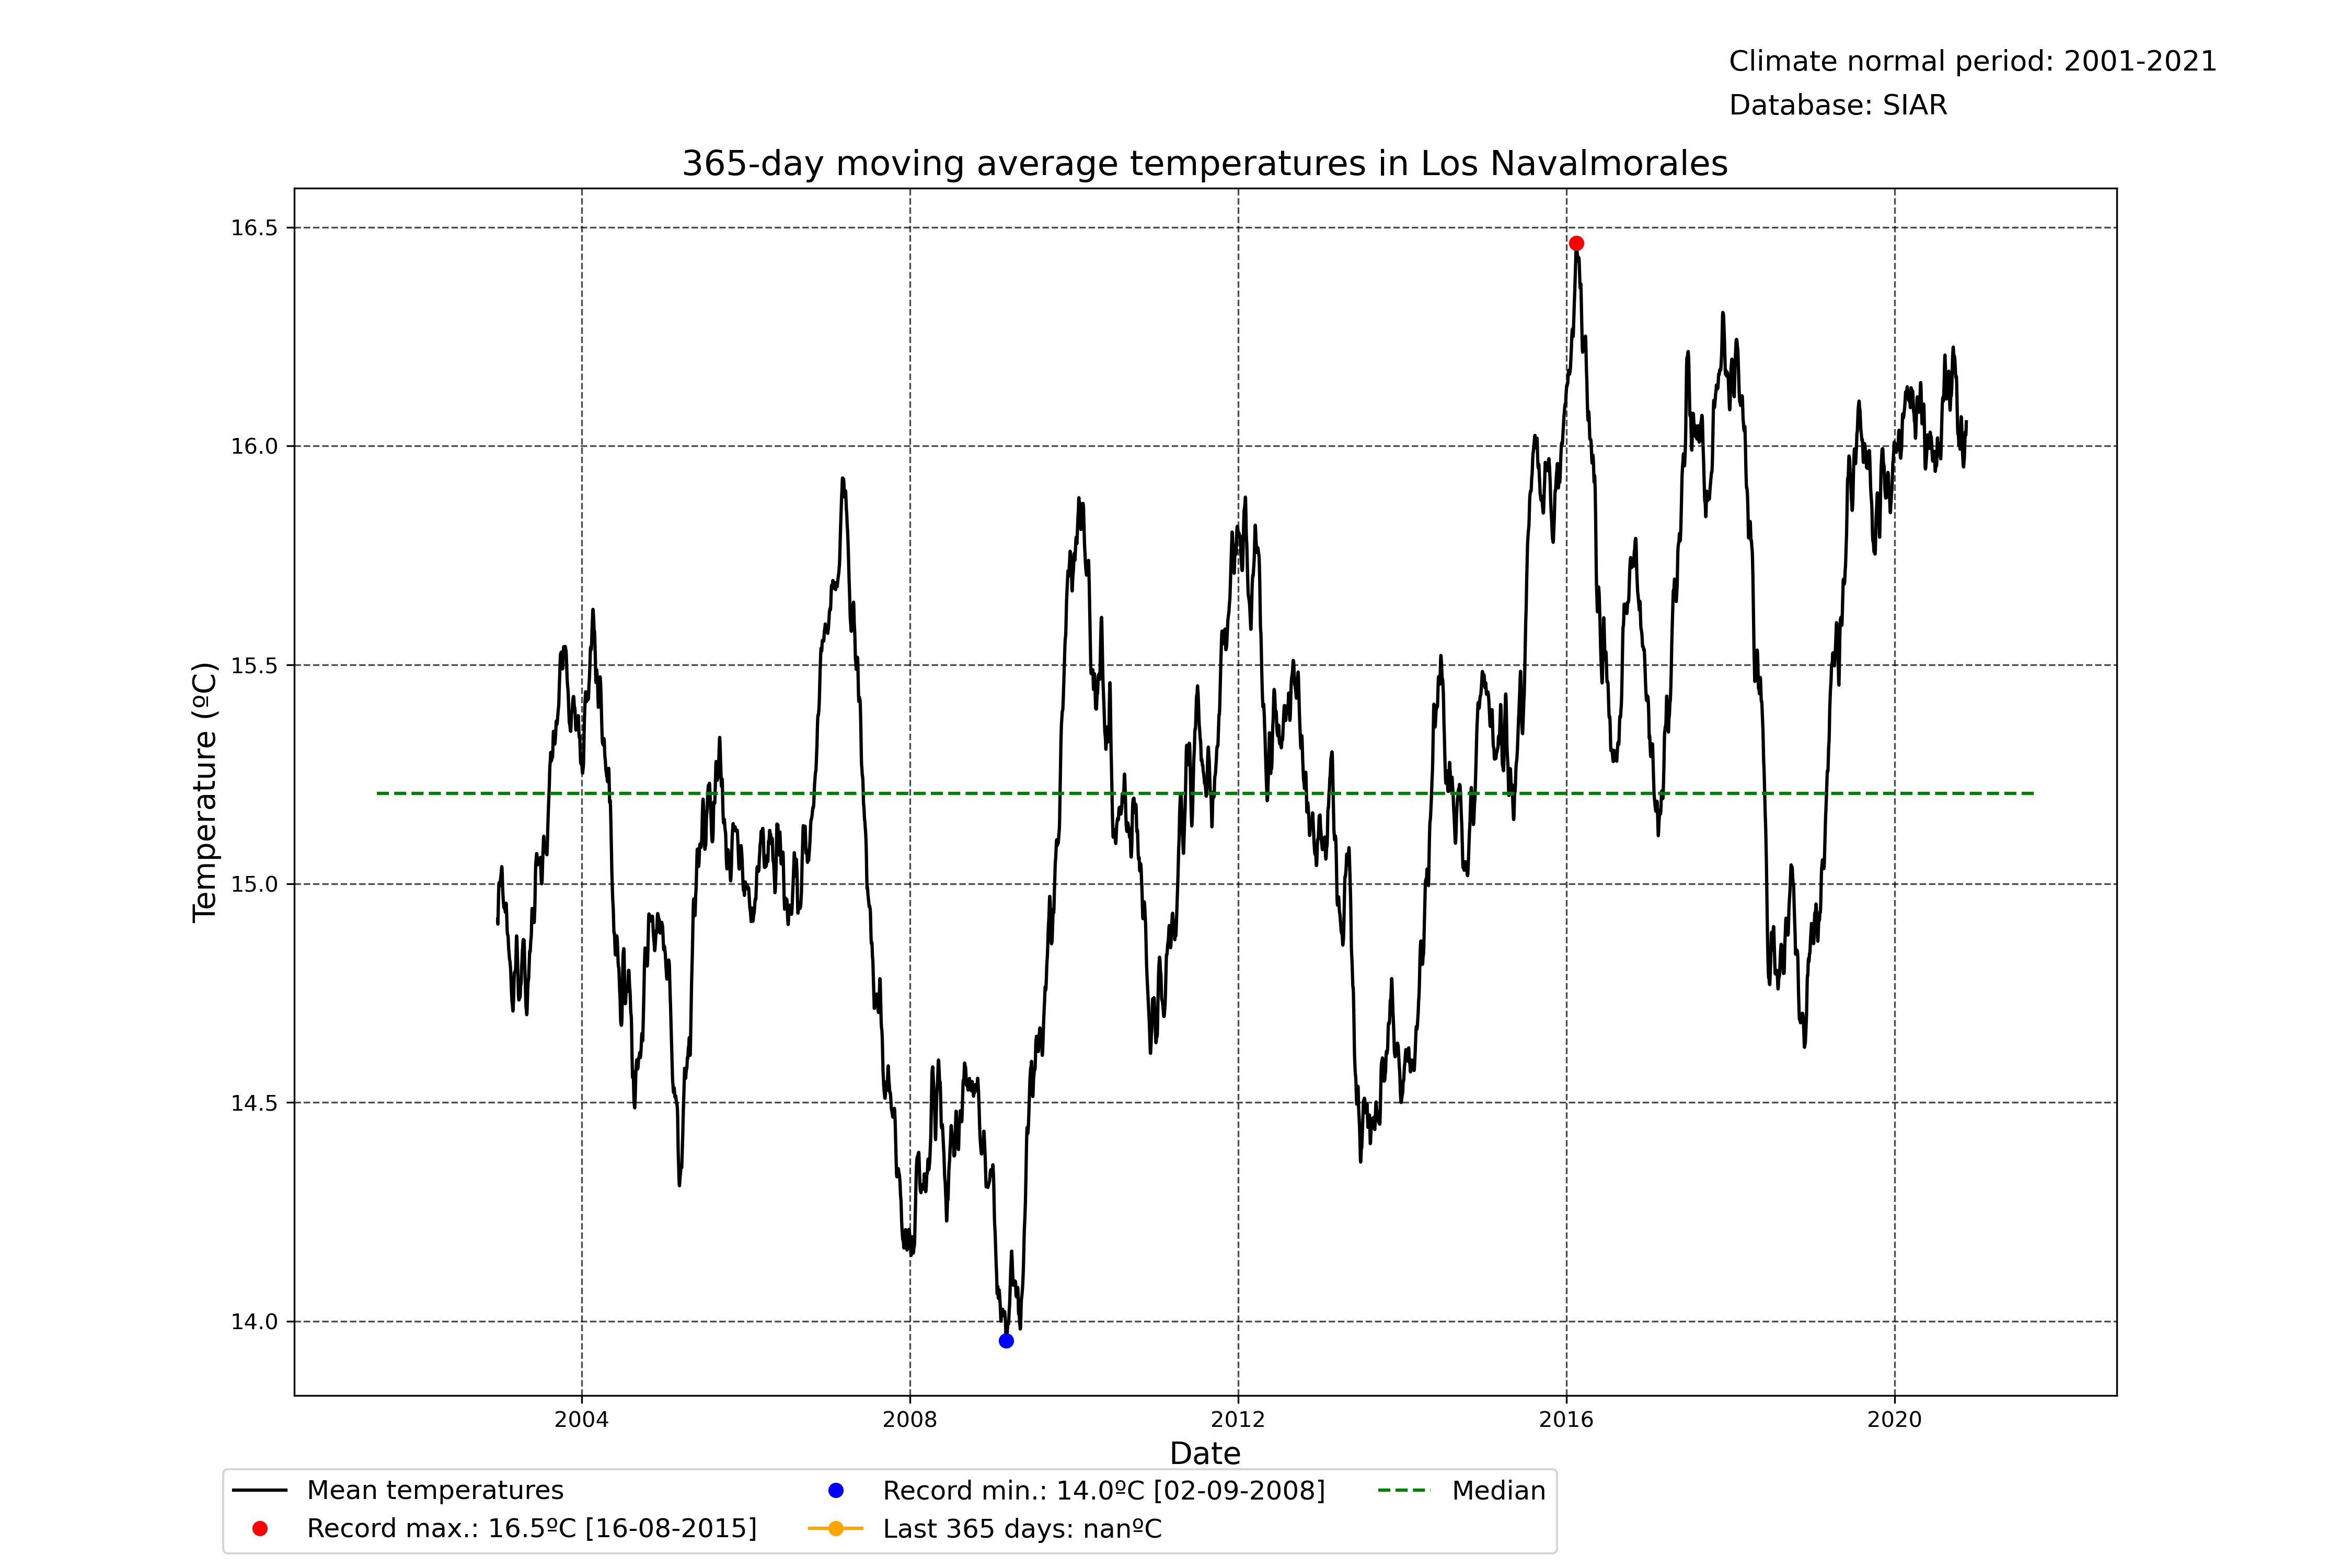 Climate normal period: 2001-2021
Database: SIAR
365-day moving average temperatures in Los Navalmorales
16.5
16.0
15.5
15.0
14.5
14.0
Temperature (ºC)
2004 2008 2012 2016 2020
Date
Mean temperatures
Record max.: 16.5ºC [16-08-2015]
Record min.: 14.0ºC [02-09-2008]
Last 365 days: nanºC
Median